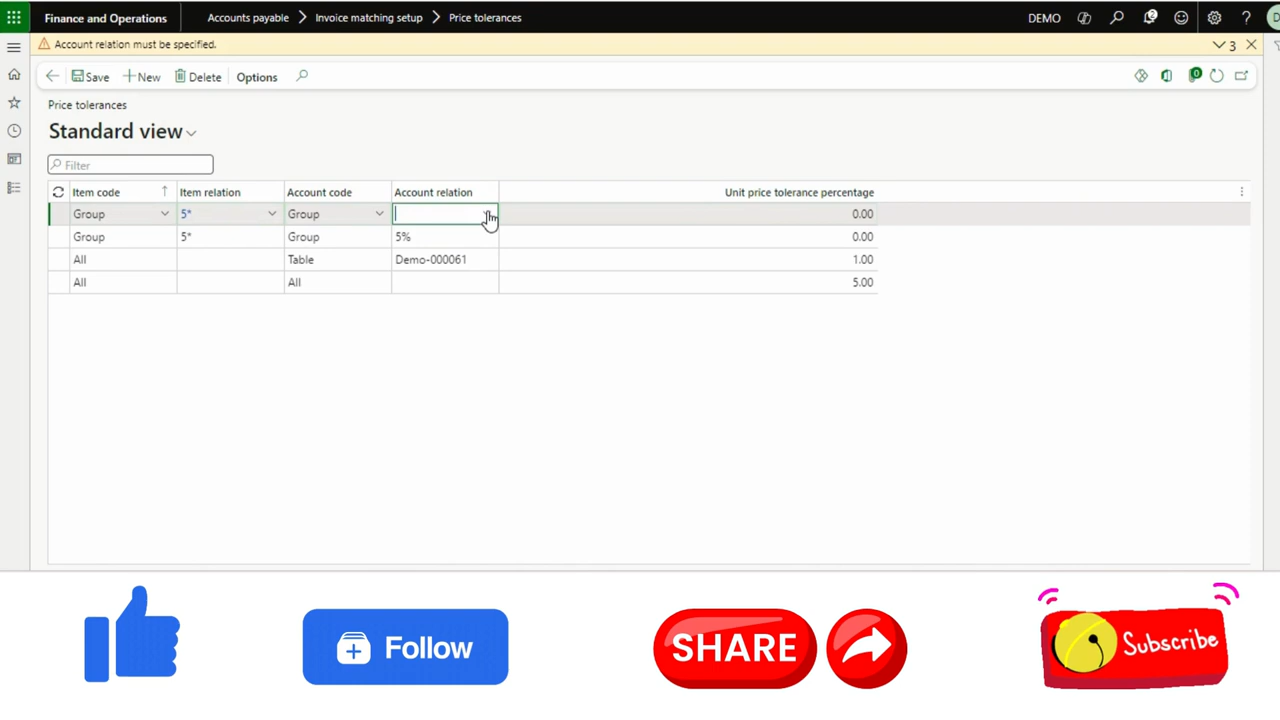 Finance and Operations Accounts payable Invoice matching setup Price tolerances DEMO
Account relation must be specified. 3
Save New Delete Options 0
Price tolerances
Standard view
Filter
Item code Item relation Account code Account relation Unit price tolerance percentage
Group 5* Group 0.00
Group 5* Group 5% 0.00
All Table Demo-000061 1.00
All All 5.00
Follow SHARE Subscribe